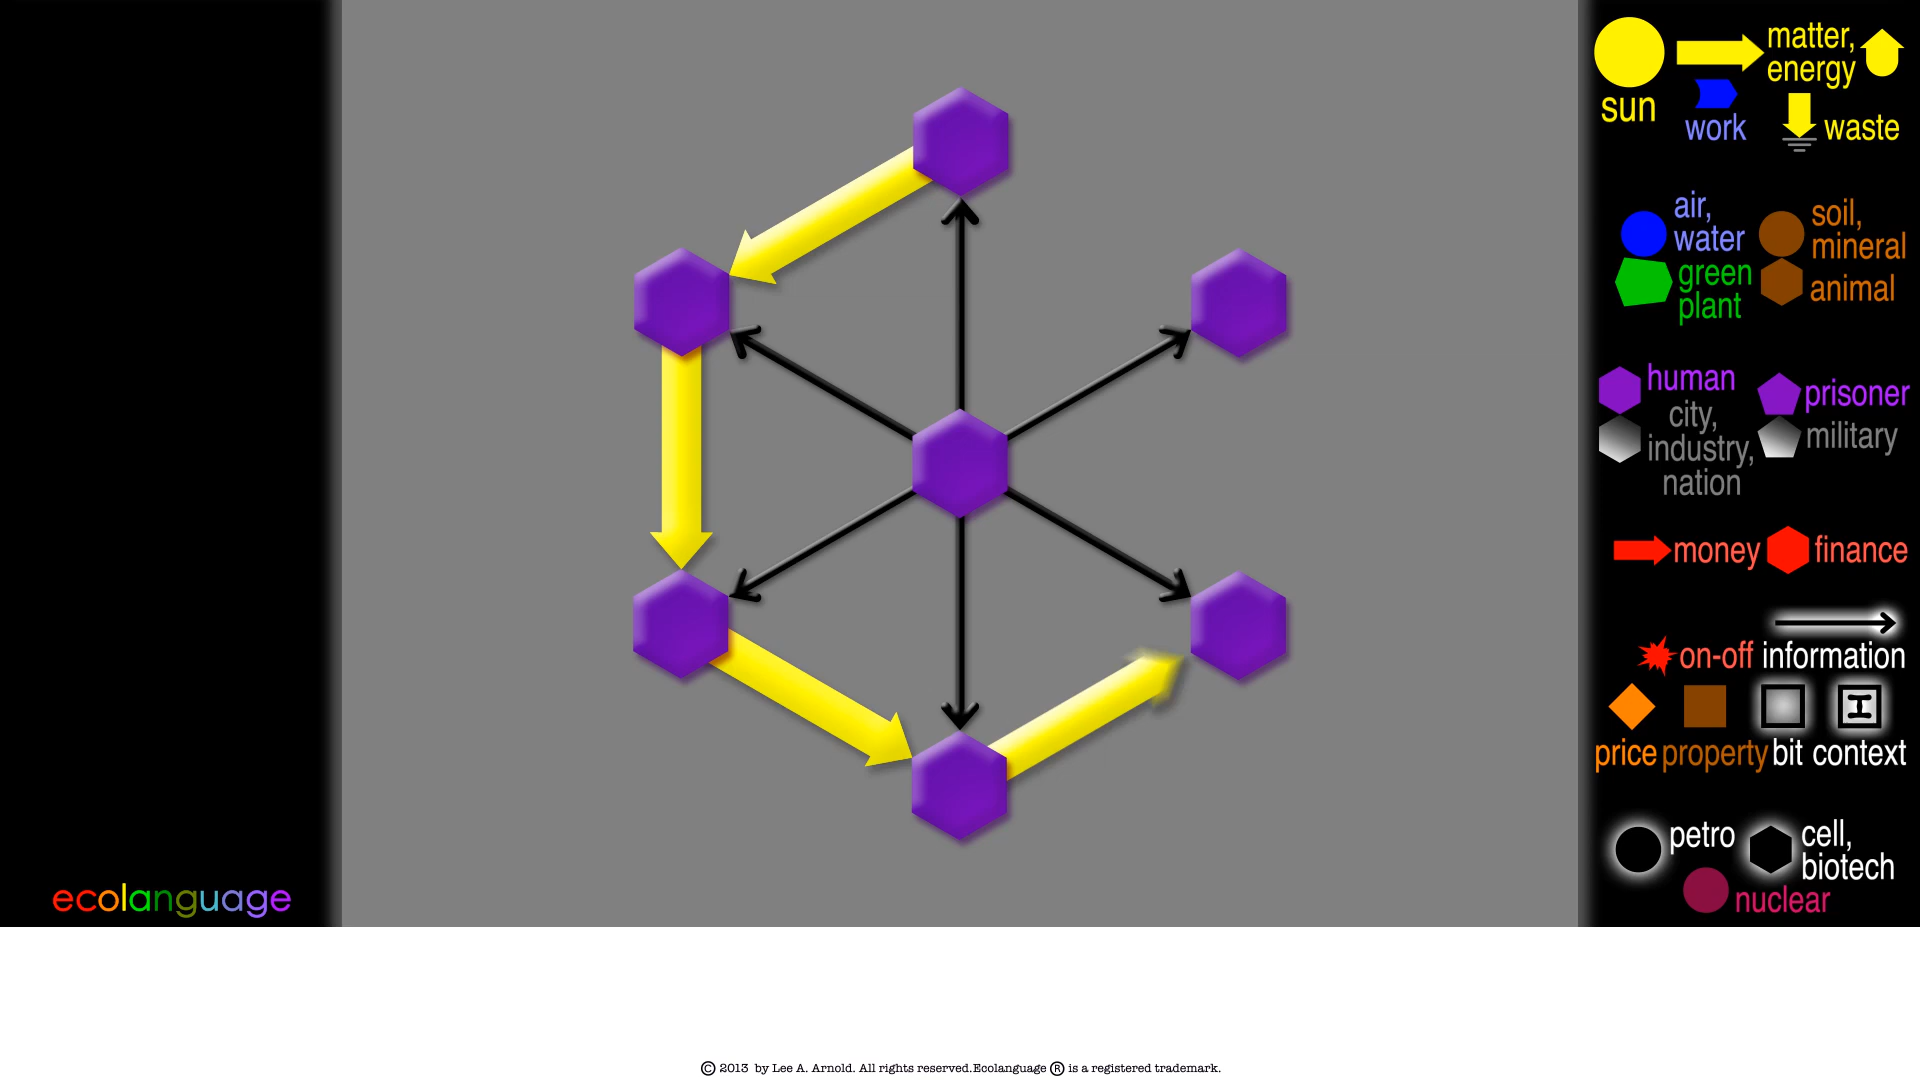 sun
matter,
energy
work
waste
air,
water
soil,
mineral
green
plant
animal
human
prisoner
city,
industry,
nation
military
money
finance
on-off
information
price
property
bit
context
petro
cell,
biotech
nuclear
ecolanguage
© 2013 by Lee A. Arnold. All rights reserved.Ecolanguage ® is a registered trademark.